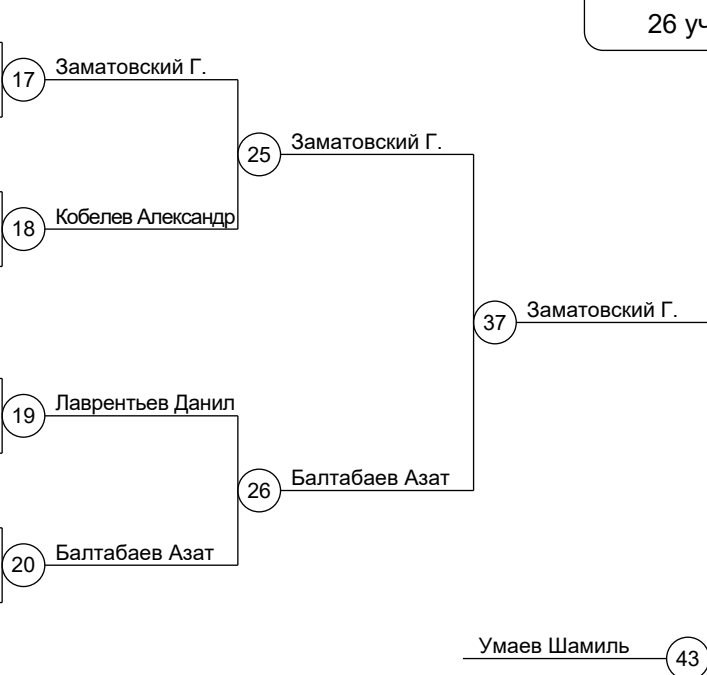 26 уч
17 Заматовский Г.
25 Заматовский Г.
18 Кобелев Александр
37 Заматовский Г.
19 Лаврентьев Данил
26 Балтабаев Азат
20 Балтабаев Азат
Умаев Шамиль 43